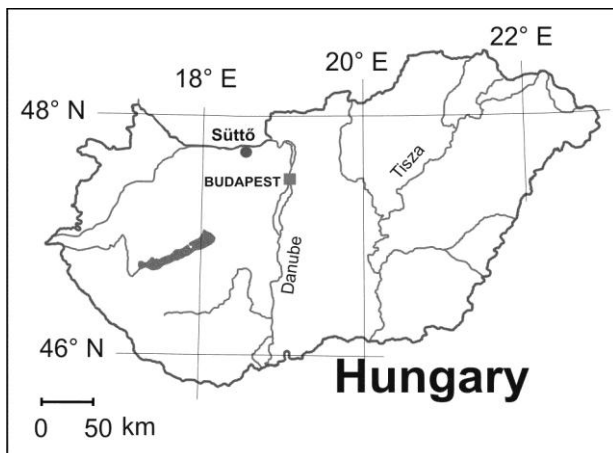 22° E
20° E
18° E
48° N
Süttő
Tisza
BUDAPEST
Danube
46° N
Hungary
0 50 km